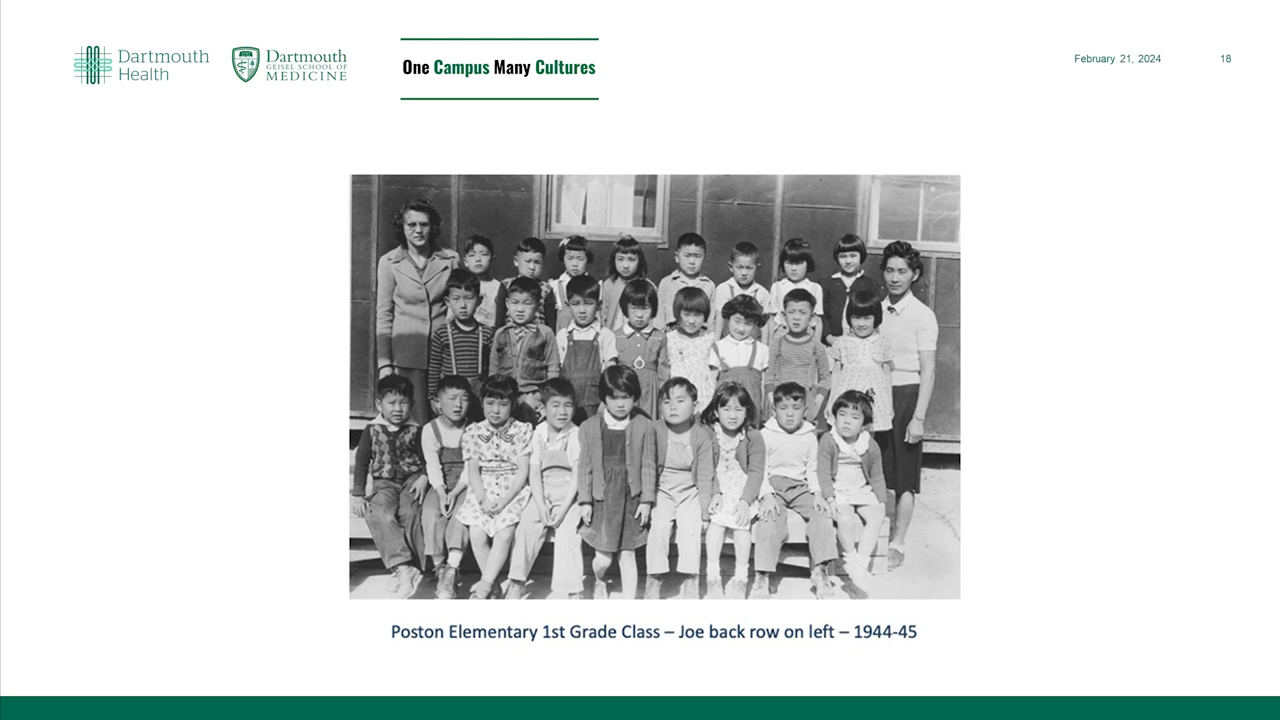 Dartmouth
Health
Dartmouth
GEISEL SCHOOL OF
MEDICINE
One Campus Many Cultures
February 21, 2024
18
Poston Elementary 1st Grade Class – Joe back row on left – 1944-45